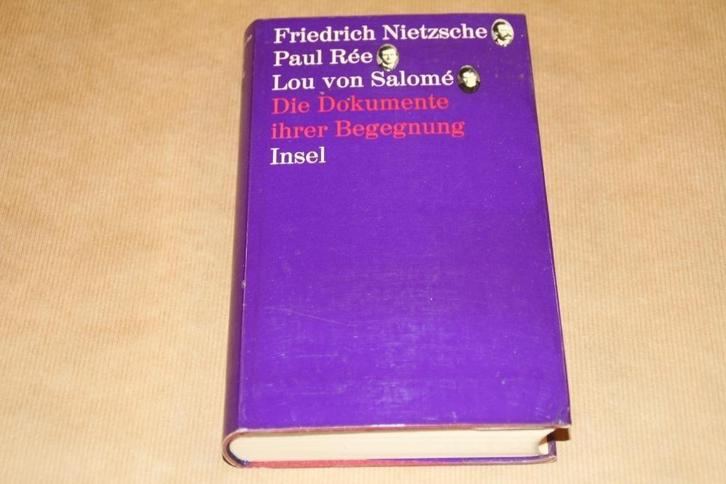 Friedrich Nietzsche
Paul Rée
Lou von Salomé
Die Dokumente
ihrer Begegnung
Insel